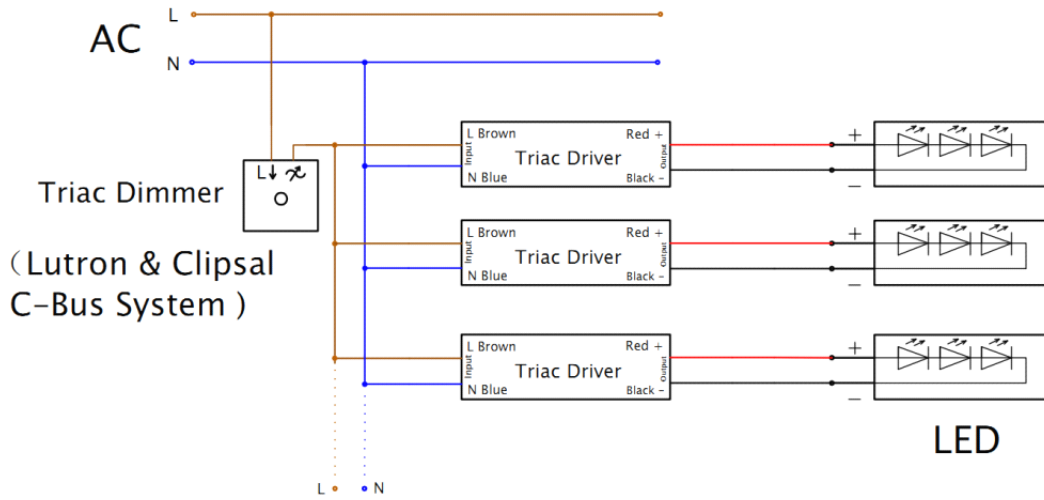 L
AC
N
L Brown
Red +
Input
Triac Driver
Output
N Blue
Black -
+
−
L
Triac Dimmer
(Lutron & Clipsal
C-Bus System )
L Brown
Red +
Input
Triac Driver
Output
N Blue
Black -
+
−
L Brown
Red +
Input
Triac Driver
Output
N Blue
Black -
+
−
LED
L
N